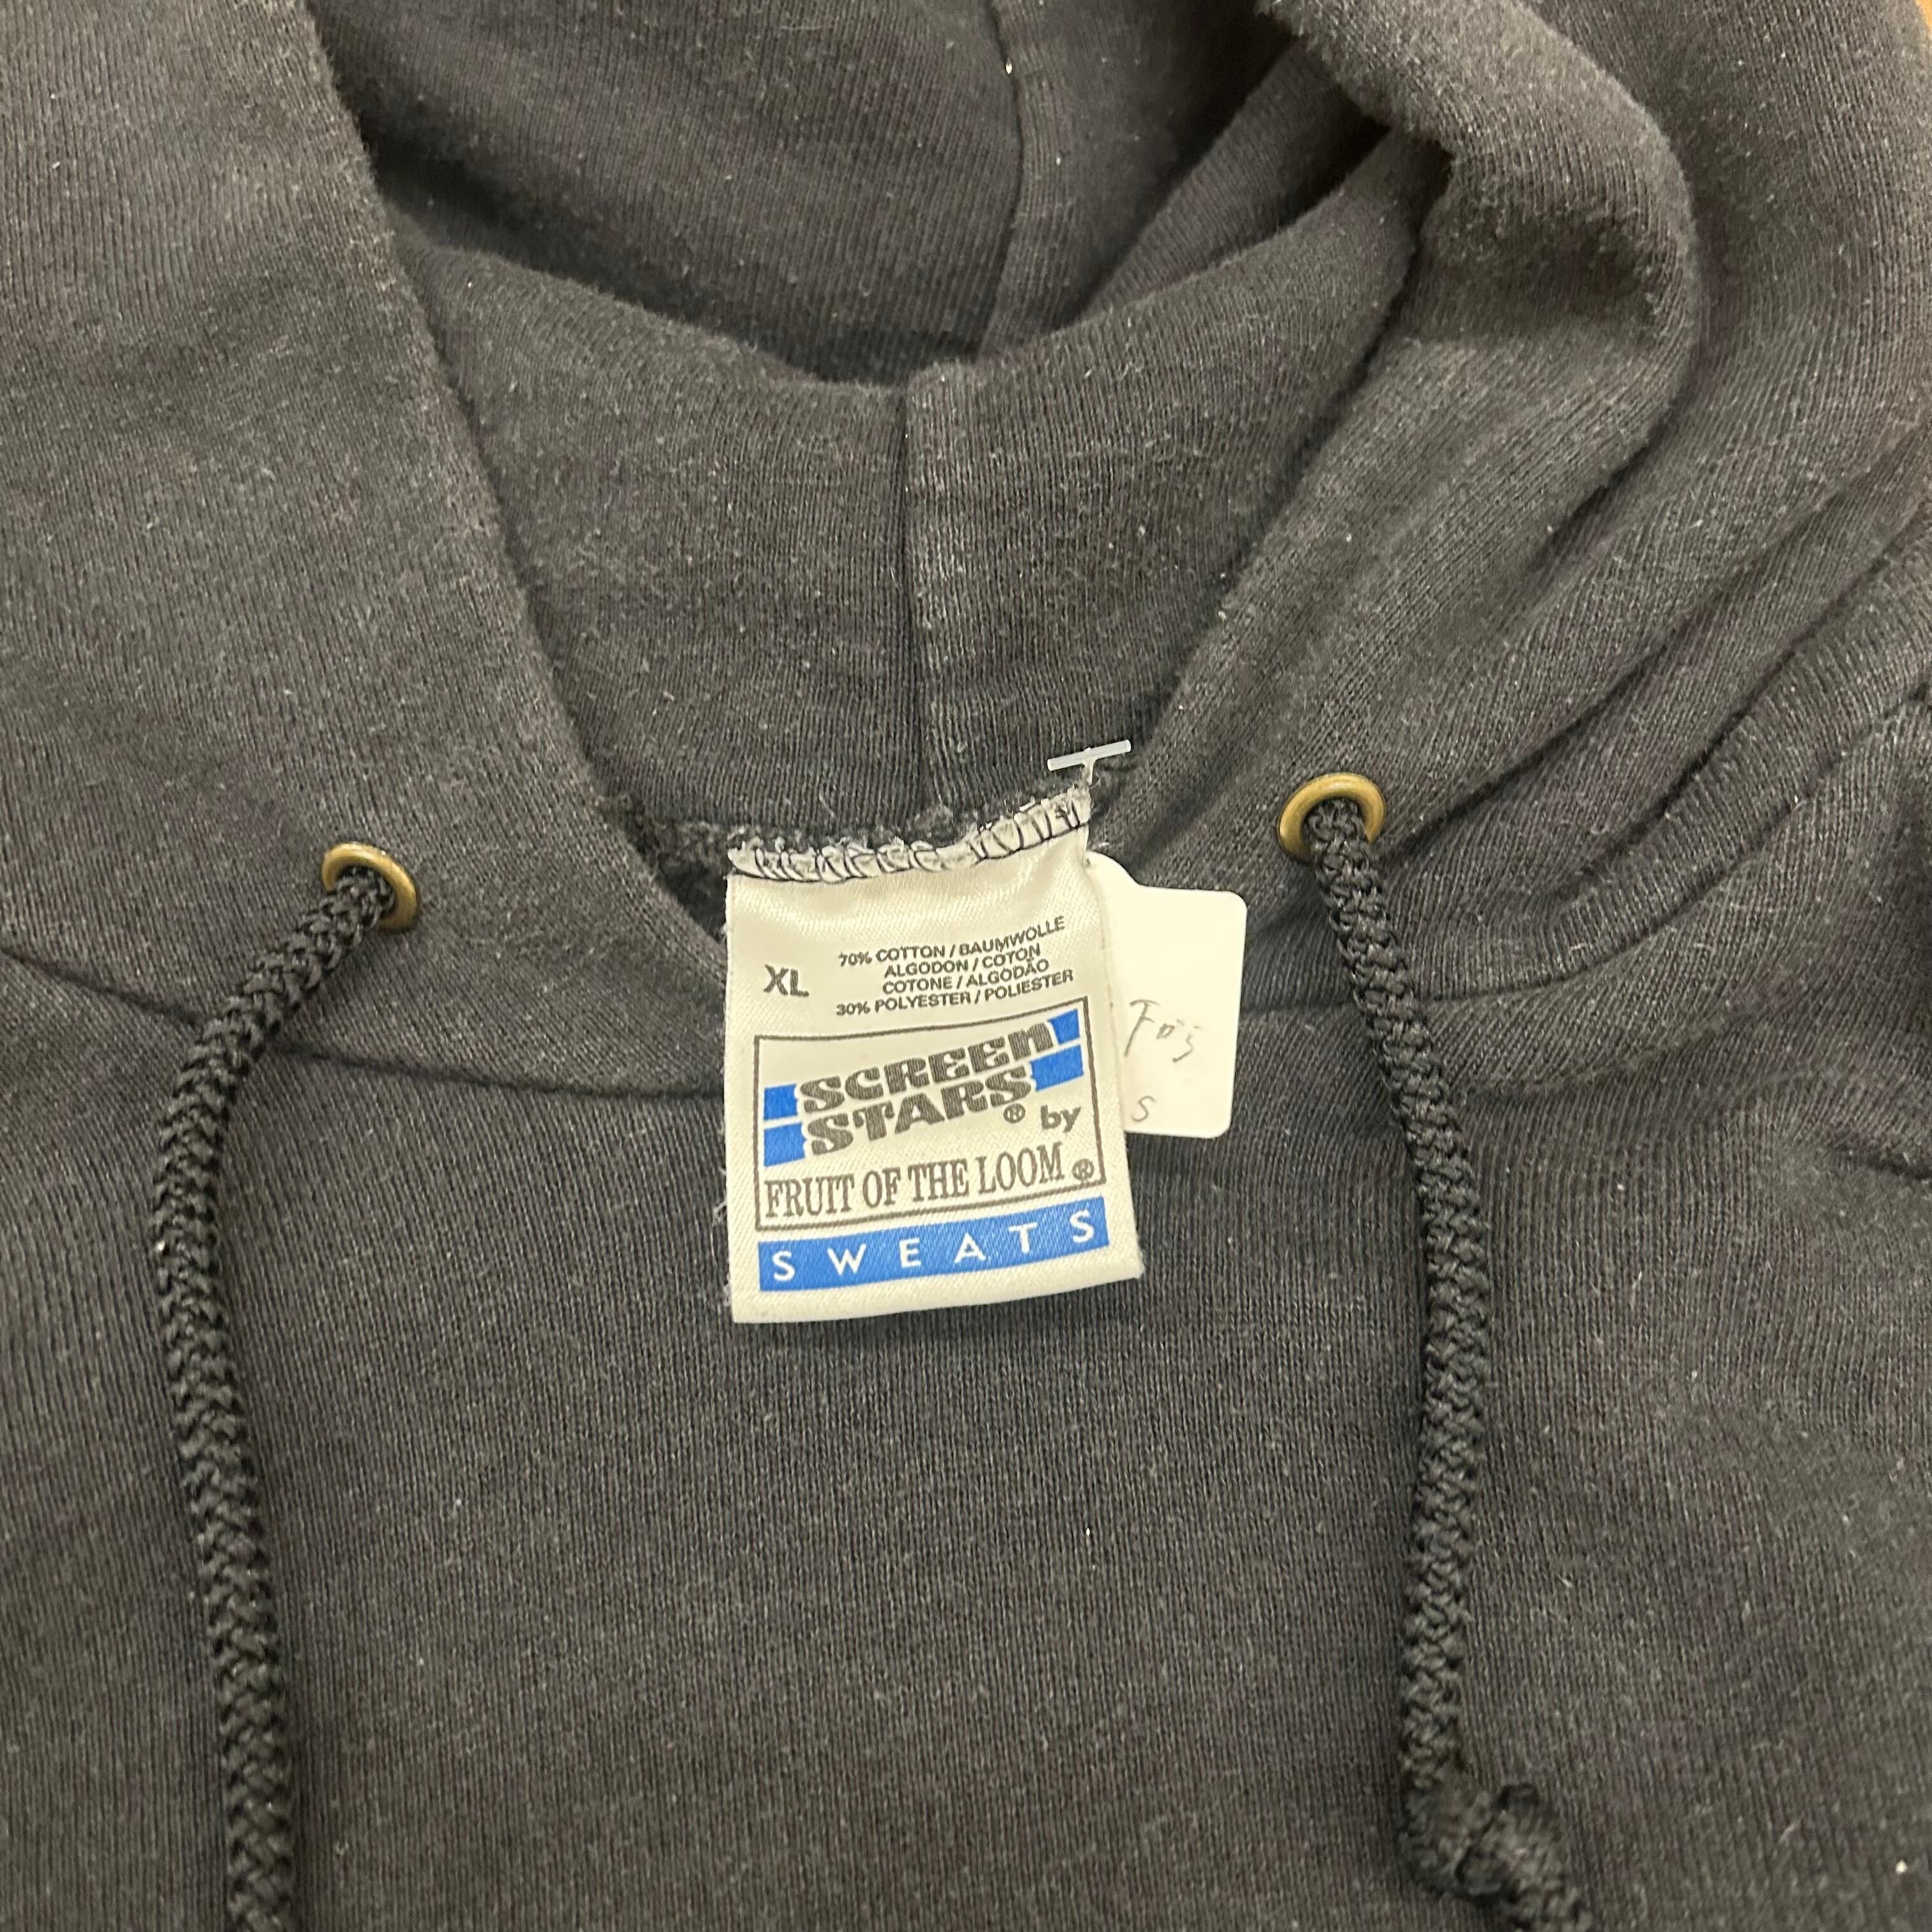 XL
70% COTTON / BAUMWOLLE
ALGODON / COTON
COTONE / ALGODÃO
30% POLYESTER / POLIESTER
SCREEN
STARS® by
FRUIT OF THE LOOM®
SWEATS
S